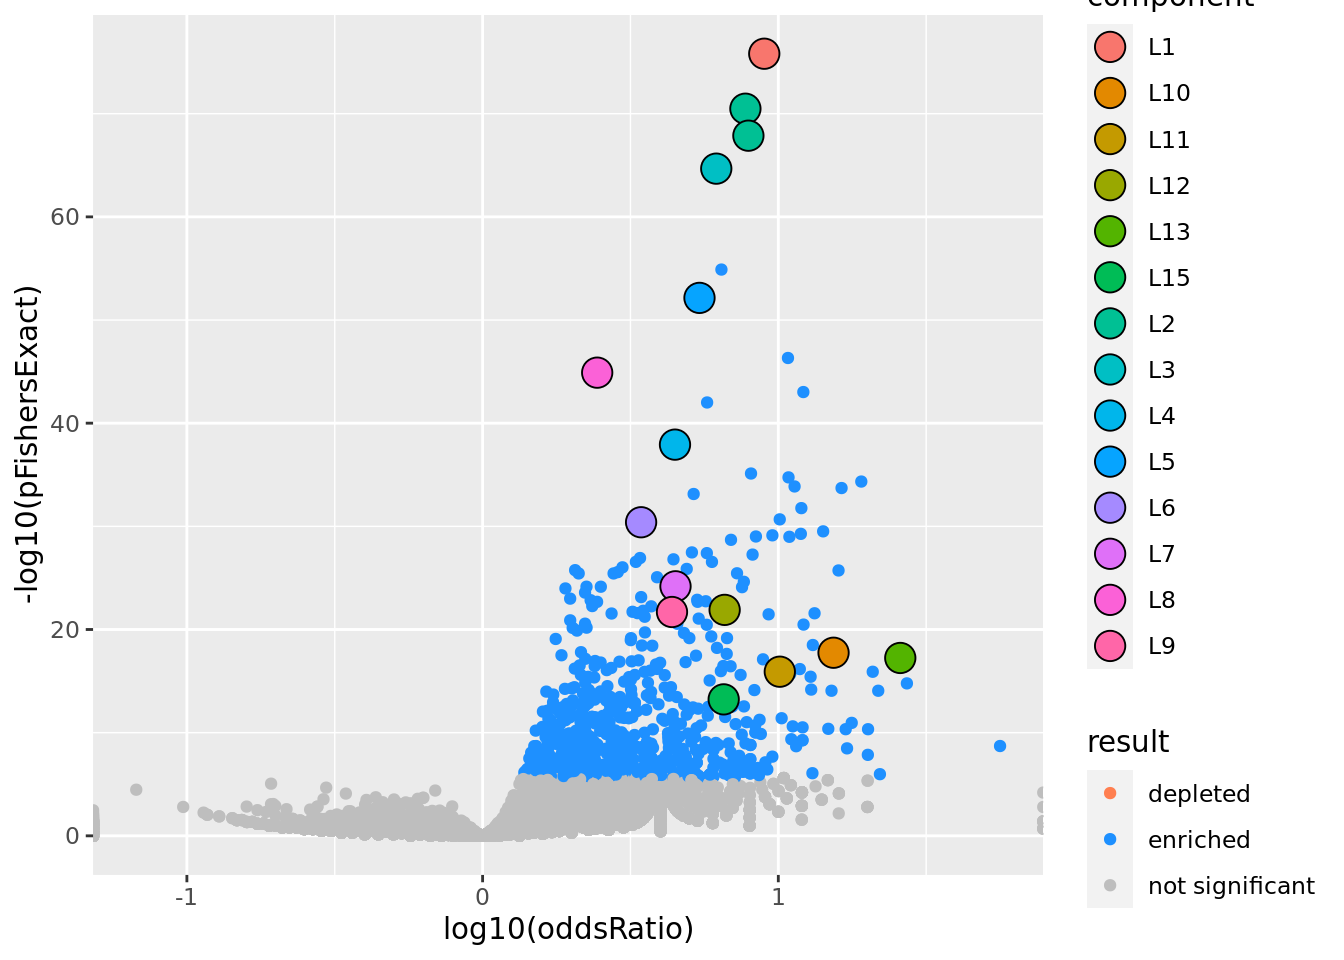 component
L1
L10
L11
L12
L13
L15
L2
L3
L4
L5
L6
L7
L8
L9
result
depleted
enriched
not significant
-log10(pFishersExact)
60
40
20
0
-1
0
1
log10(oddsRatio)